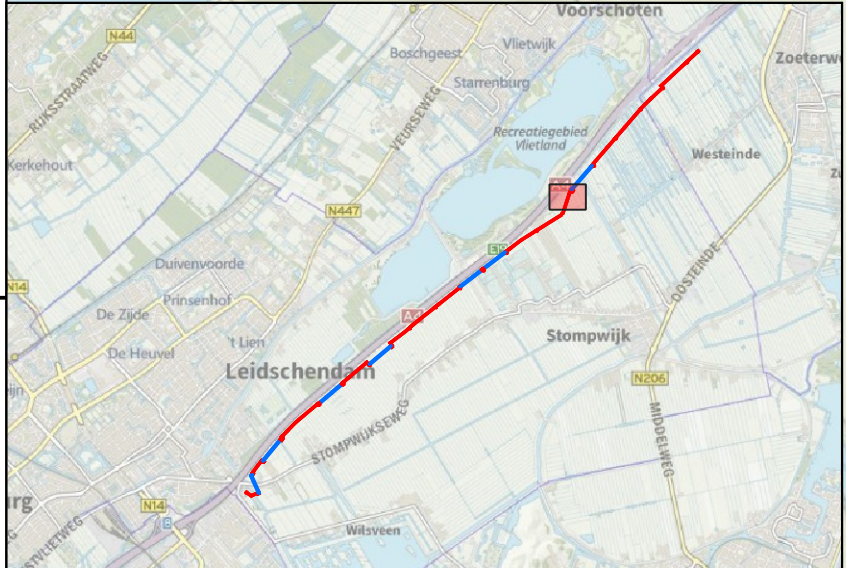 Voorschoten
N44
Vlietwijk
Boschgeest
Zoeterw
RIJKSSTRAATWEG
Starrenburg
VEURSEWEG
Recreatiegebied
Vlietland
Westeinde
Kerkehout
N447
Duivenvoorde
OOSTEINDE
N14
Prinsenhof
De Zijde
A4
't Lien
Stompwijk
De Heuvel
Leidschendam
N206
STOMPWIJKSEWEG
MIDDELWEG
N14
Wilsveen